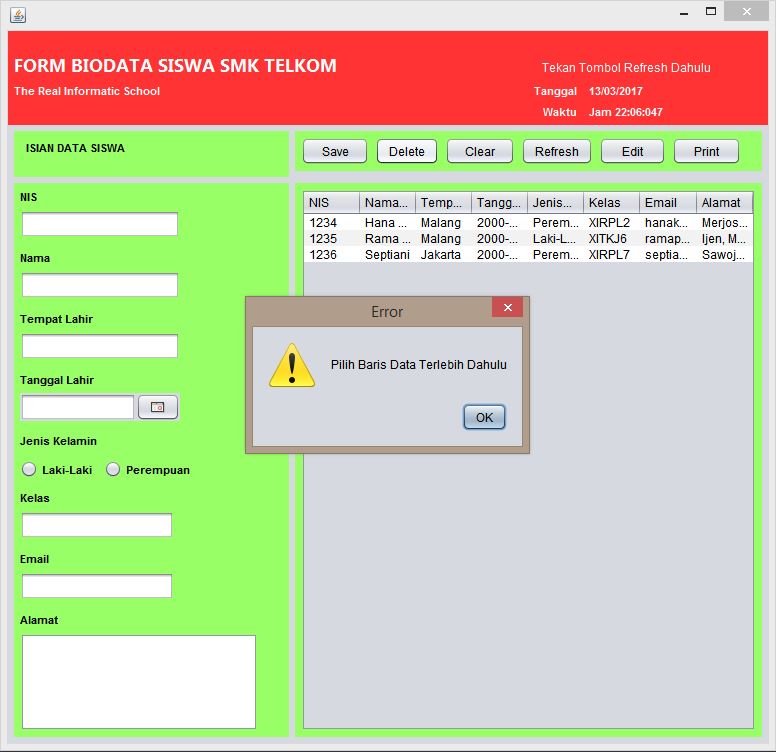 FORM BIODATA SISWA SMK TELKOM
The Real Informatic School
Tekan Tombol Refresh Dahulu
Tanggal 13/03/2017
Waktu Jam 22:06:047
ISIAN DATA SISWA
Save Delete Clear Refresh Edit Print
NIS
Nama
Tempat Lahir
Tanggal Lahir
Jenis Kelamin
Laki-Laki Perempuan
Kelas
Email
Alamat
NIS Nama... Temp... Tangg... Jenis... Kelas Email Alamat
1234 Hana ... Malang 2000-... Perem... XIRPL2 hanak... Merjos...
1235 Rama ... Malang 2000-... Laki-L... XITKJ6 ramap... Ijen, M...
1236 Septiani Jakarta 2000-... Perem... XIRPL7 septia... Sawoj...
Error
Pilih Baris Data Terlebih Dahulu
OK